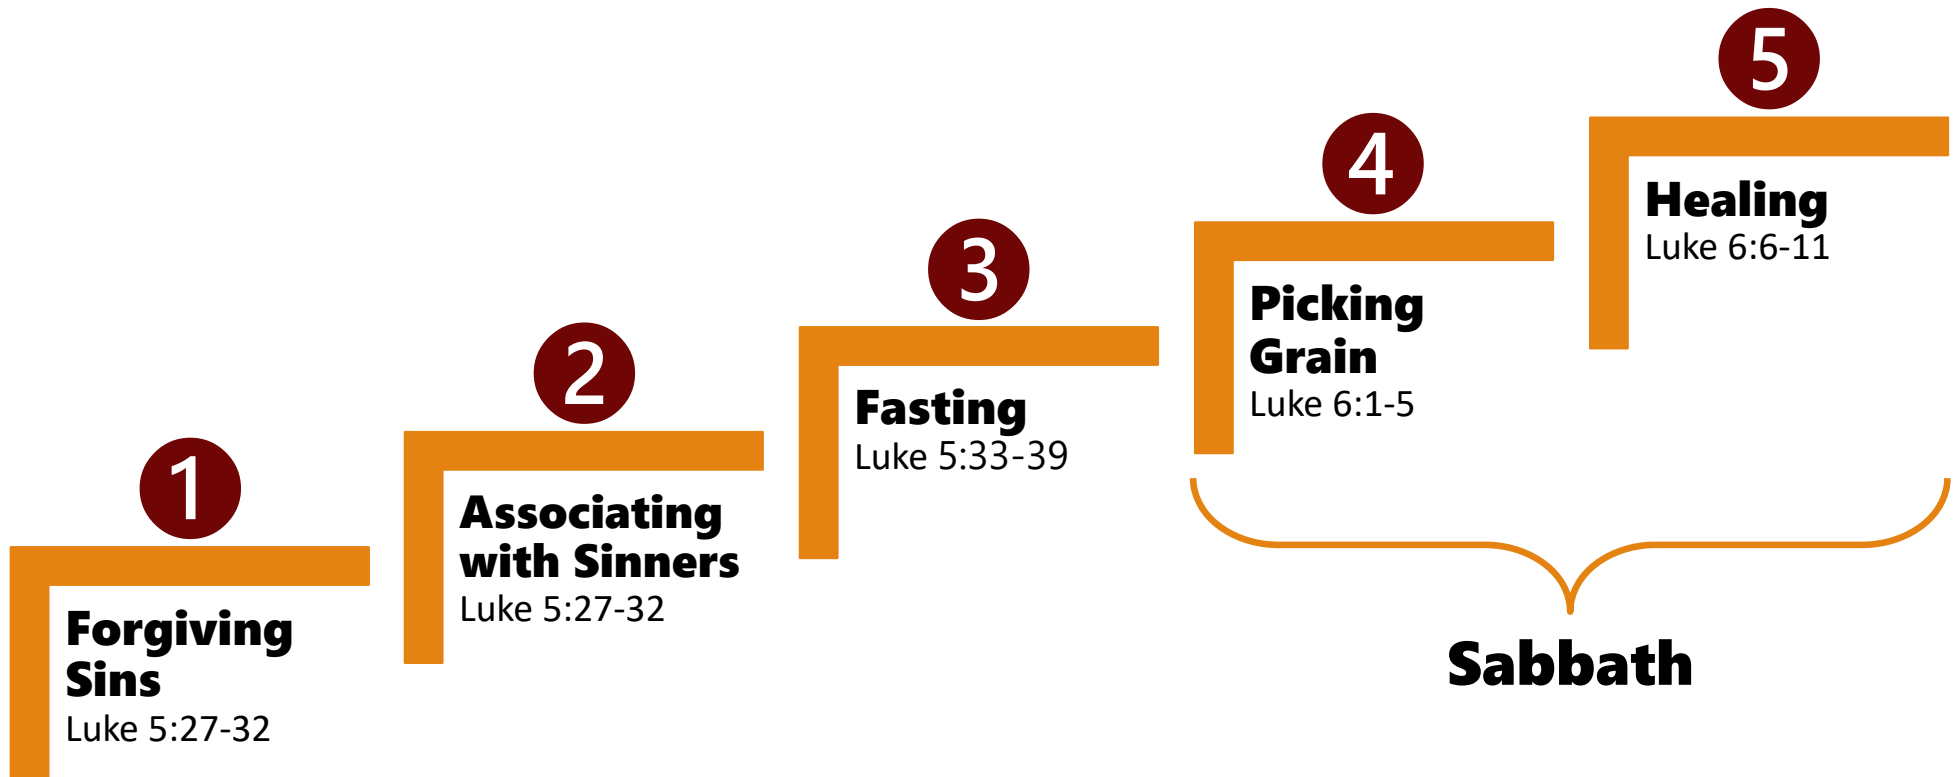 1
Forgiving
Sins
Luke 5:27-32
2
Associating
with Sinners
Luke 5:27-32
3
Fasting
Luke 5:33-39
4
Picking
Grain
Luke 6:1-5
5
Healing
Luke 6:6-11
Sabbath